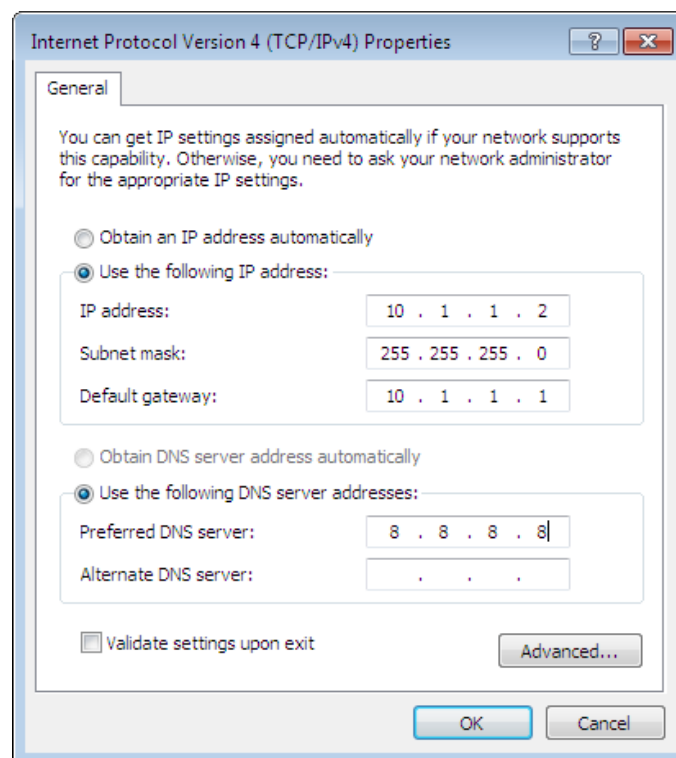 Internet Protocol Version 4 (TCP/IPv4) Properties
General
You can get IP settings assigned automatically if your network supports
this capability. Otherwise, you need to ask your network administrator
for the appropriate IP settings.
Obtain an IP address automatically
Use the following IP address:
IP address: 10 . 1 . 1 . 2
Subnet mask: 255 . 255 . 255 . 0
Default gateway: 10 . 1 . 1 . 1
Obtain DNS server address automatically
Use the following DNS server addresses:
Preferred DNS server: 8 . 8 . 8 . 8
Alternate DNS server: . . .
Validate settings upon exit
Advanced...
OK Cancel